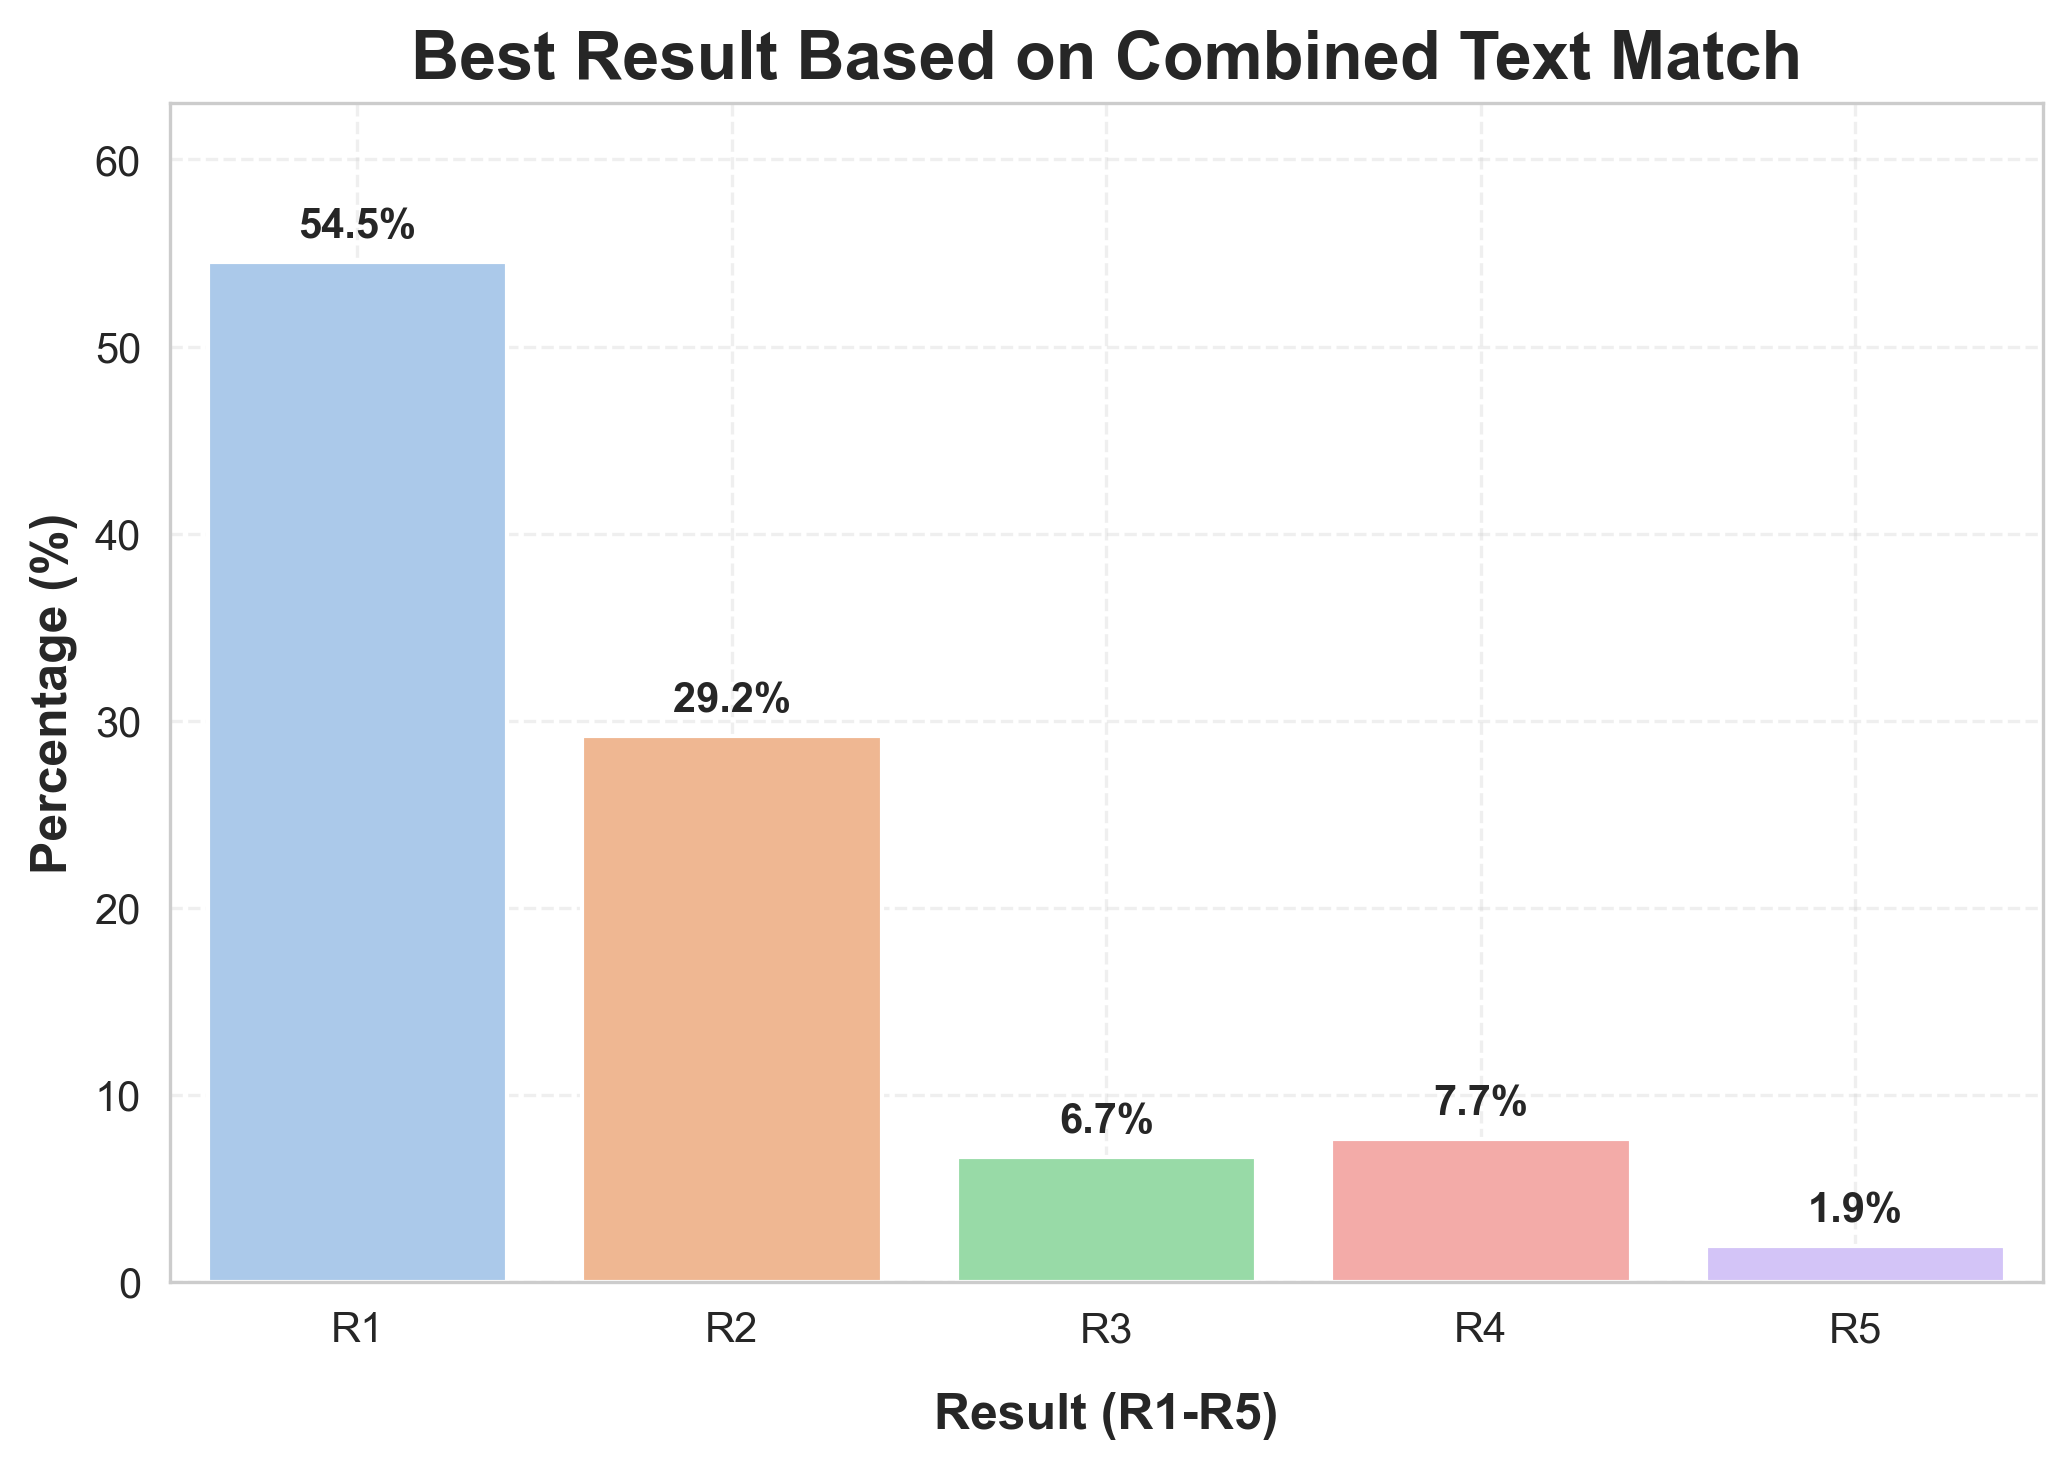 Best Result Based on Combined Text Match
Percentage (%)
60
50
40
30
20
10
0
54.5%
29.2%
6.7%
7.7%
1.9%
R1
R2
R3
R4
R5
Result (R1-R5)